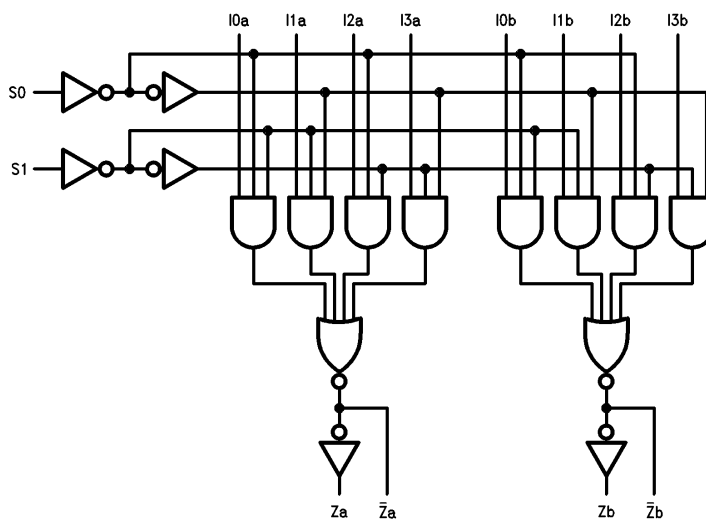 I0a I1a I2a I3a I0b I1b I2b I3b
S0
S1
Za Z̄a Zb Z̄b